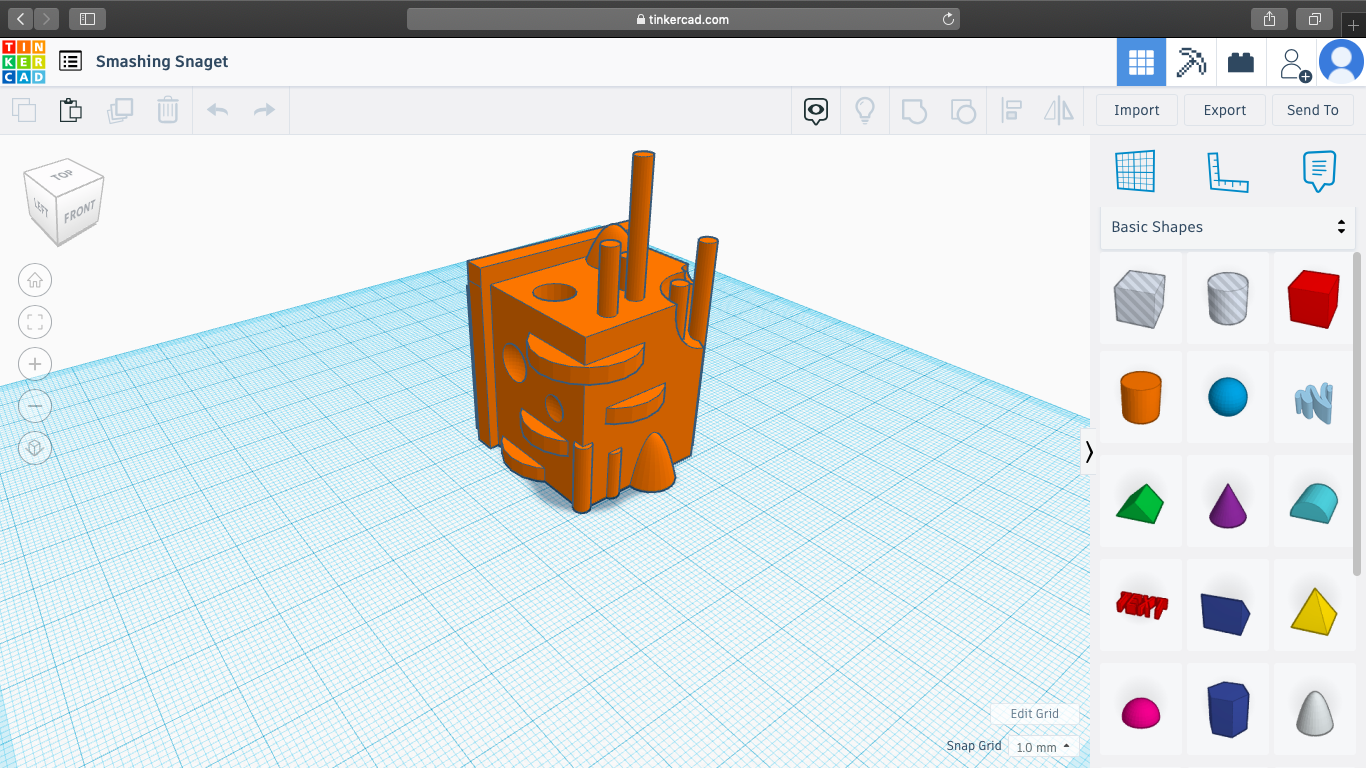 tinkercad.com
TIN
KER
CAD
Smashing Snaget
Import
Export
Send To
TOP
LEFT
FRONT
Basic Shapes
TEXT
Edit Grid
Snap Grid
1.0 mm